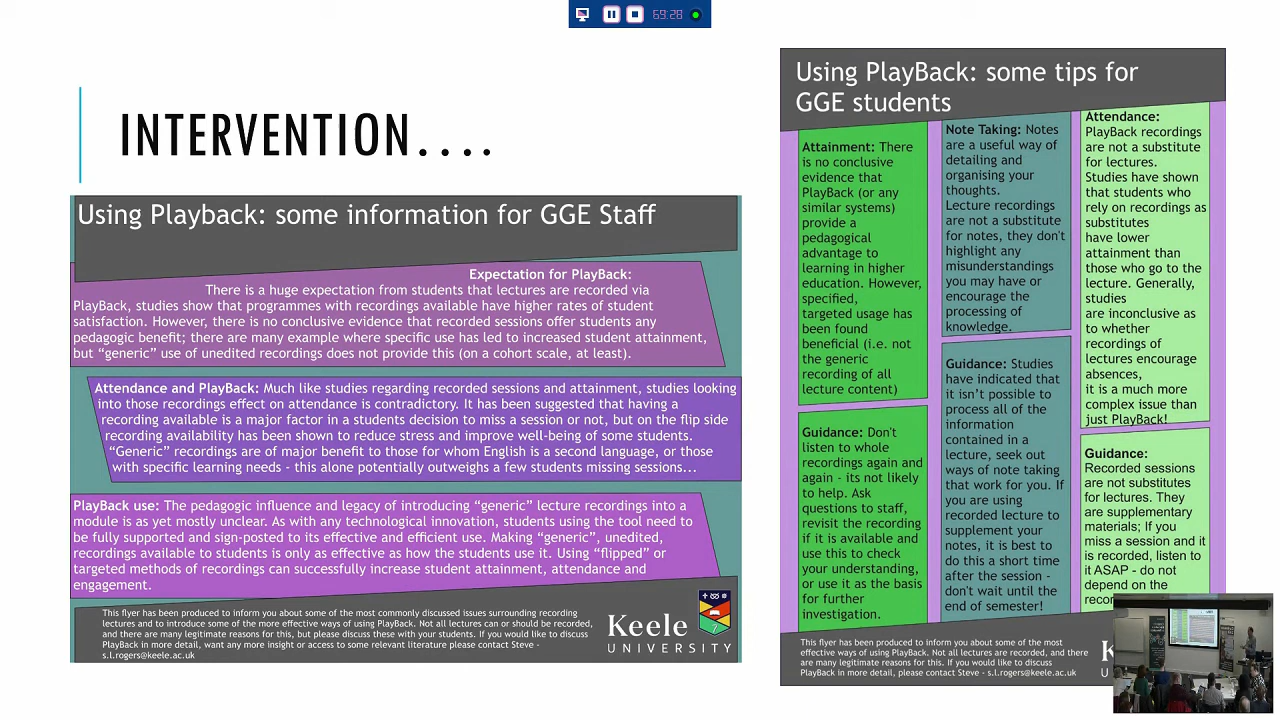 69:28
INTERVENTION....
Using Playback: some information for GGE Staff
Expectation for PlayBack:
There is a huge expectation from students that lectures are recorded via
PlayBack, studies show that programmes with recordings available have higher rates of student
satisfaction. However, there is no conclusive evidence that recorded sessions offer students any
pedagogic benefit; there are many example where specific use has led to increased student attainment,
but “generic” use of unedited recordings does not provide this (on a cohort scale, at least).
Attendance and PlayBack: Much like studies regarding recorded sessions and attainment, studies looking
into those recordings effect on attendance is contradictory. It has been suggested that having a
recording available is a major factor in a students decision to miss a session or not, but on the flip side
recording availability has been shown to reduce stress and improve well-being of some students.
“Generic” recordings are of major benefit to those for whom English is a second language, or those
with specific learning needs - this alone potentially outweighs a few students missing sessions...
PlayBack use: The pedagogic influence and legacy of introducing “generic” lecture recordings into a
module is as yet mostly unclear. As with any technological innovation, students using the tool need to
be fully supported and sign-posted to its effective and efficient use. Making “generic”, unedited,
recordings available to students is only as effective as how the students use it. Using “flipped” or
targeted methods of recordings can successfully increase student attainment, attendance and
engagement.
This flyer has been produced to inform you about some of the most commonly discussed issues surrounding recording
lectures and to introduce some of the more effective ways of using PlayBack. Not all lectures can or should be recorded,
and there are many legitimate reasons for this, but please discuss these with your students. If you would like to discuss
PlayBack in more detail, want any more insight or access to some relevant literature please contact Steve -
s.l.rogers@keele.ac.uk
Keele
UNIVERSITY
Using PlayBack: some tips for
GGE students
Attainment: There
is no conclusive
evidence that
PlayBack (or any
similar systems)
provide a
pedagogical
advantage to
learning in higher
education. However,
specified,
targeted usage has
been found
beneficial (i.e. not
the generic
recording of all
lecture content)
Guidance: Don't
listen to whole
recordings again and
again - its not likely
to help. Ask
questions to staff,
revisit the recording
if it is available and
use this to check
your understanding,
or use it as the basis
for further
investigation.
Note Taking: Notes
are a useful way of
detailing and
organising your
thoughts.
Lecture recordings
are not a substitute
for notes, they don't
highlight any
misunderstandings
you may have or
encourage the
processing of
knowledge.
Guidance: Studies
have indicated that
it isn’t possible to
process all of the
information
contained in a
lecture, seek out
ways of note taking
that work for you. If
you are using
recorded lecture to
supplement your
notes, it is best to
do this a short time
after the session -
don't wait until the
end of semester!
Attendance:
PlayBack recordings
are not a substitute
for lectures.
Studies have shown
that students who
rely on recordings as
substitutes
have lower
attainment than
those who go to the
lecture. Generally,
studies
are inconclusive as
to whether
recordings of
lectures encourage
absences,
it is a much more
complex issue than
just PlayBack!
Guidance:
Recorded sessions
are not substitutes
for lectures. They
are supplementary
materials; If you
miss a session and it
is recorded, listen to
it ASAP - do not
depend on the
This flyer has been produced to inform you about some of the most
effective ways of using PlayBack. Not all lectures are recorded, and there
are many legitimate reasons for this. If you would like to discuss
PlayBack in more detail, please contact Steve - s.l.rogers@keele.ac.uk